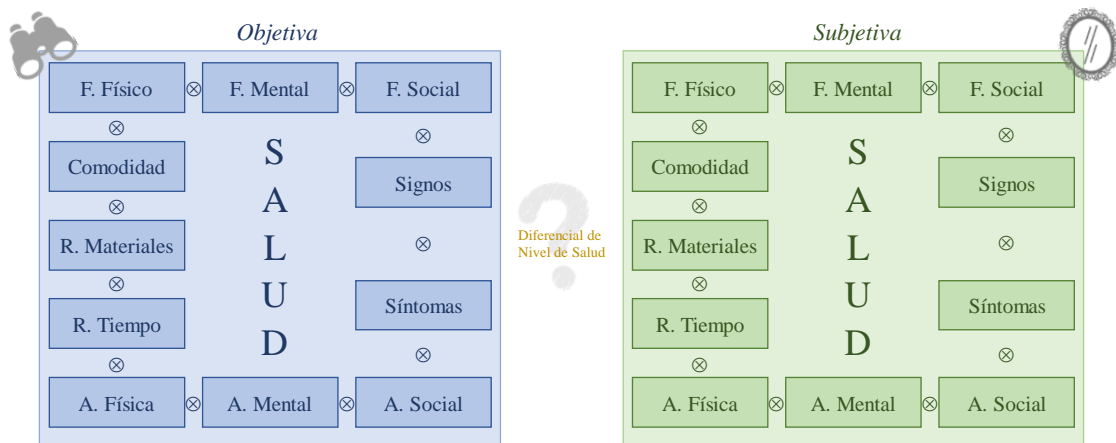 Objetiva
F. Físico ⊗ F. Mental ⊗ F. Social
⊗
⊗
Comodidad
Signos
⊗
R. Materiales
⊗
⊗
R. Tiempo
Síntomas
⊗
⊗
A. Física ⊗ A. Mental ⊗ A. Social
S
A
L
U
D
?
Diferencial de
Nivel de Salud
Subjetiva
F. Físico ⊗ F. Mental ⊗ F. Social
⊗
⊗
Comodidad
Signos
⊗
R. Materiales
⊗
⊗
R. Tiempo
Síntomas
⊗
⊗
A. Física ⊗ A. Mental ⊗ A. Social
S
A
L
U
D